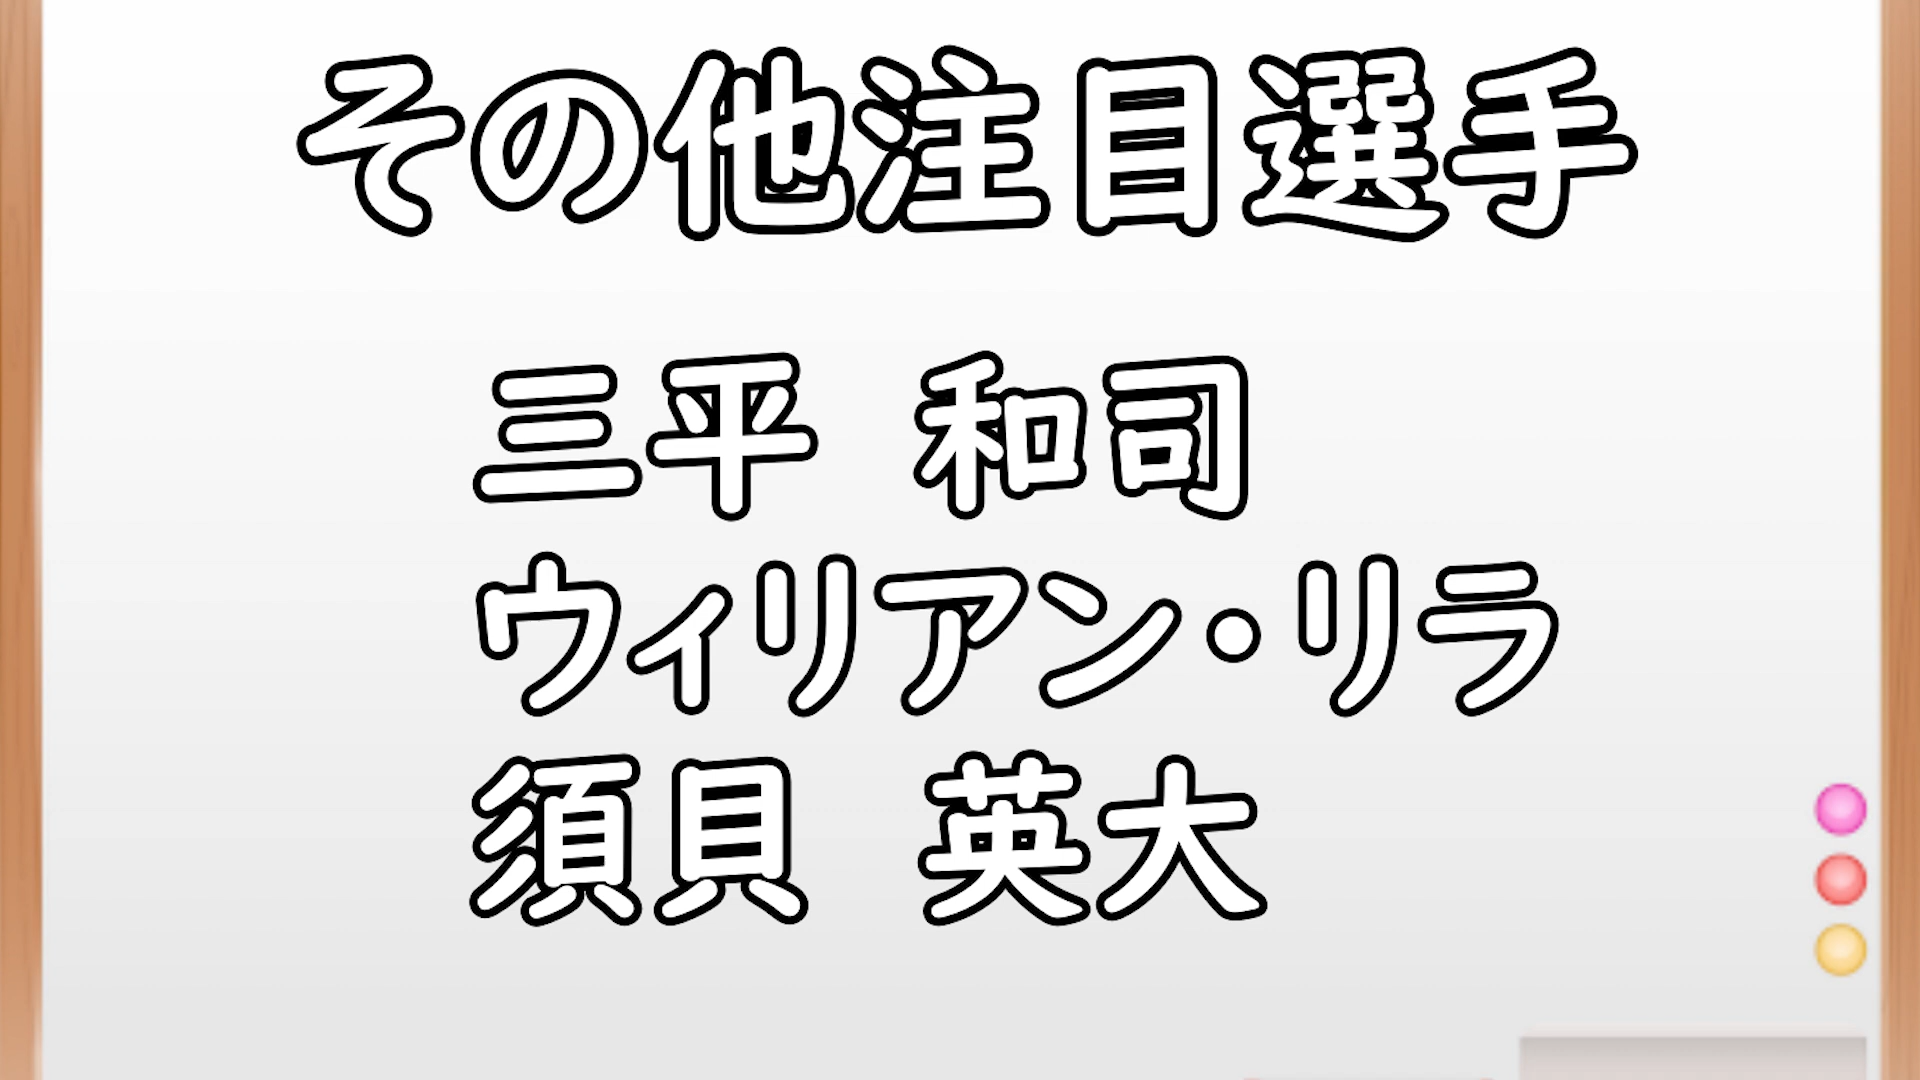 その他注目選手
三平　和司
ウィリアン・リラ
須貝　英大